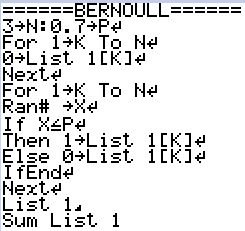 ======BERNOULL======
3→N:0.7→P↵
For 1→K To N↵
0→List 1[K]↵
Next↵
For 1→K To N↵
Ran# →X↵
If X≤P↵
Then 1→List 1[K]↵
Else 0→List 1[K]↵
IfEnd↵
Next↵
List 1◢
Sum List 1